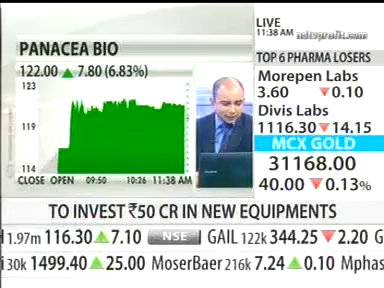 LIVE
ndtvprofit.com
11:38 AM
PANACEA BIO
122.00 ▲ 7.80 (6.83%)
123
119
114
CLOSE OPEN 09:50 10:26 11:38 AM
TOP 6 PHARMA LOSERS
Morepen Labs
3.60 ▼ 0.10
Divis Labs
1116.30 ▼ 14.15
MCX GOLD
31168.00
40.00 ▼ 0.13%
TO INVEST ₹50 CR IN NEW EQUIPMENTS
1.97m 116.30 ▲ 7.10 NSE GAIL 122k 344.25 ▼ 2.20 G
30k 1499.40 ▲ 25.00 MoserBaer 216k 7.24 ▲ 0.10 Mphas